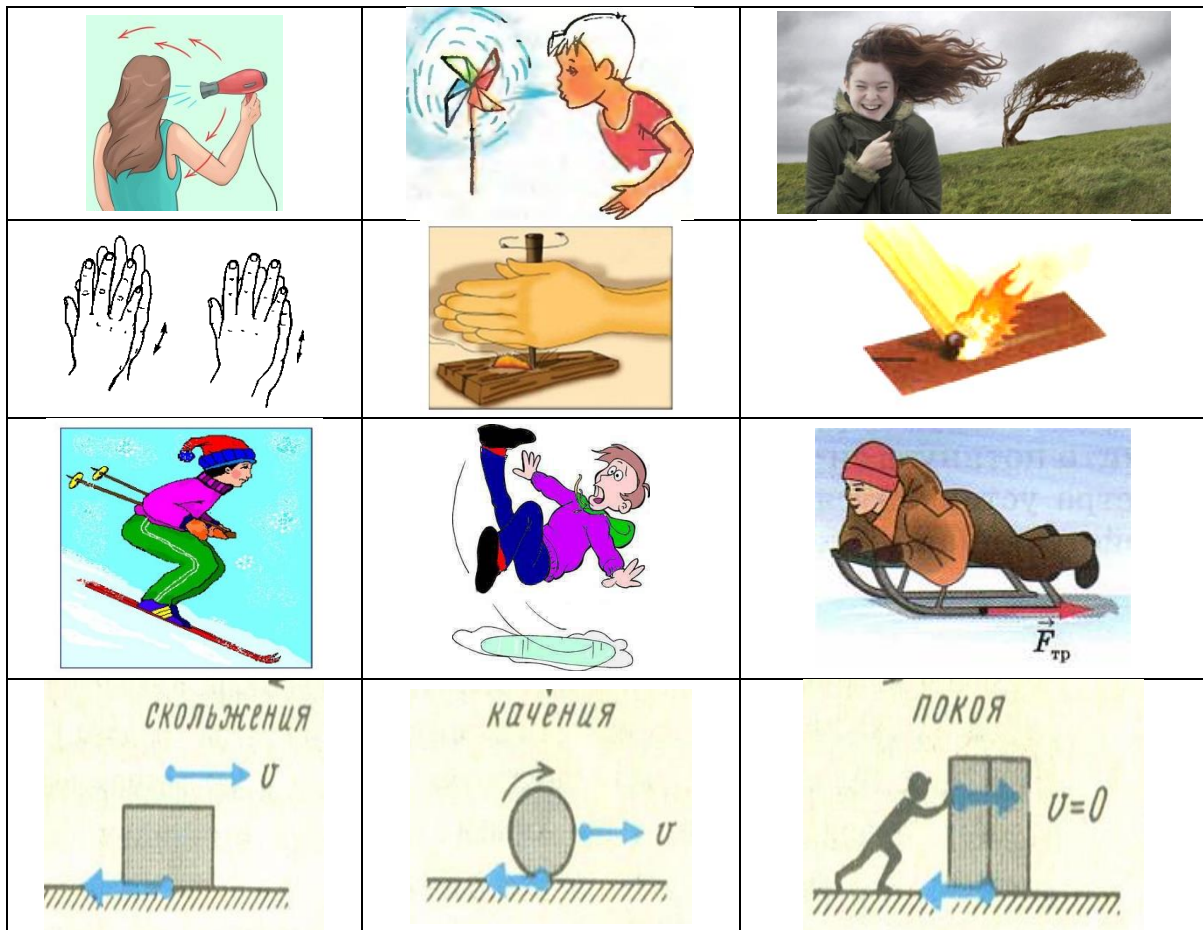 F тр
скольжения
υ
качения
υ
покоя
υ=0